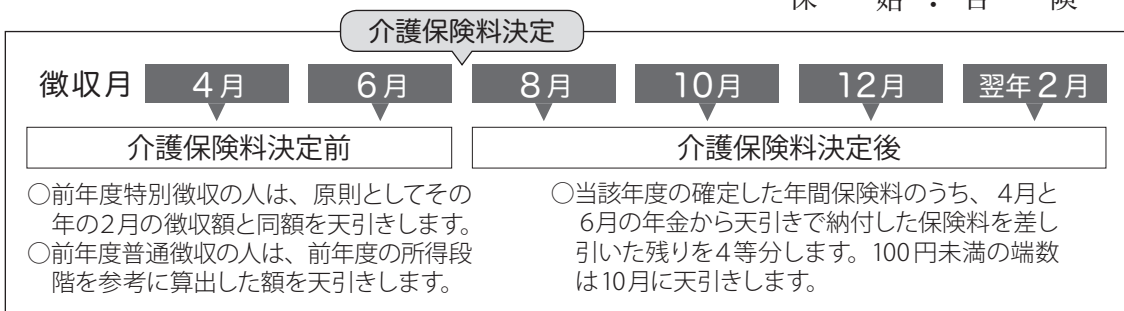 介護保険料決定
徴収月 4月 6月 8月 10月 12月 翌年2月
介護保険料決定前
介護保険料決定後
○前年度特別徴収の人は、原則としてその
年の2月の徴収額と同額を天引きします。
○前年度普通徴収の人は、前年度の所得段
階を参考に算出した額を天引きします。
○当該年度の確定した年間保険料のうち、4月と
6月の年金から天引きで納付した保険料を差し
引いた残りを4等分します。100円未満の端数
は10月に天引きします。